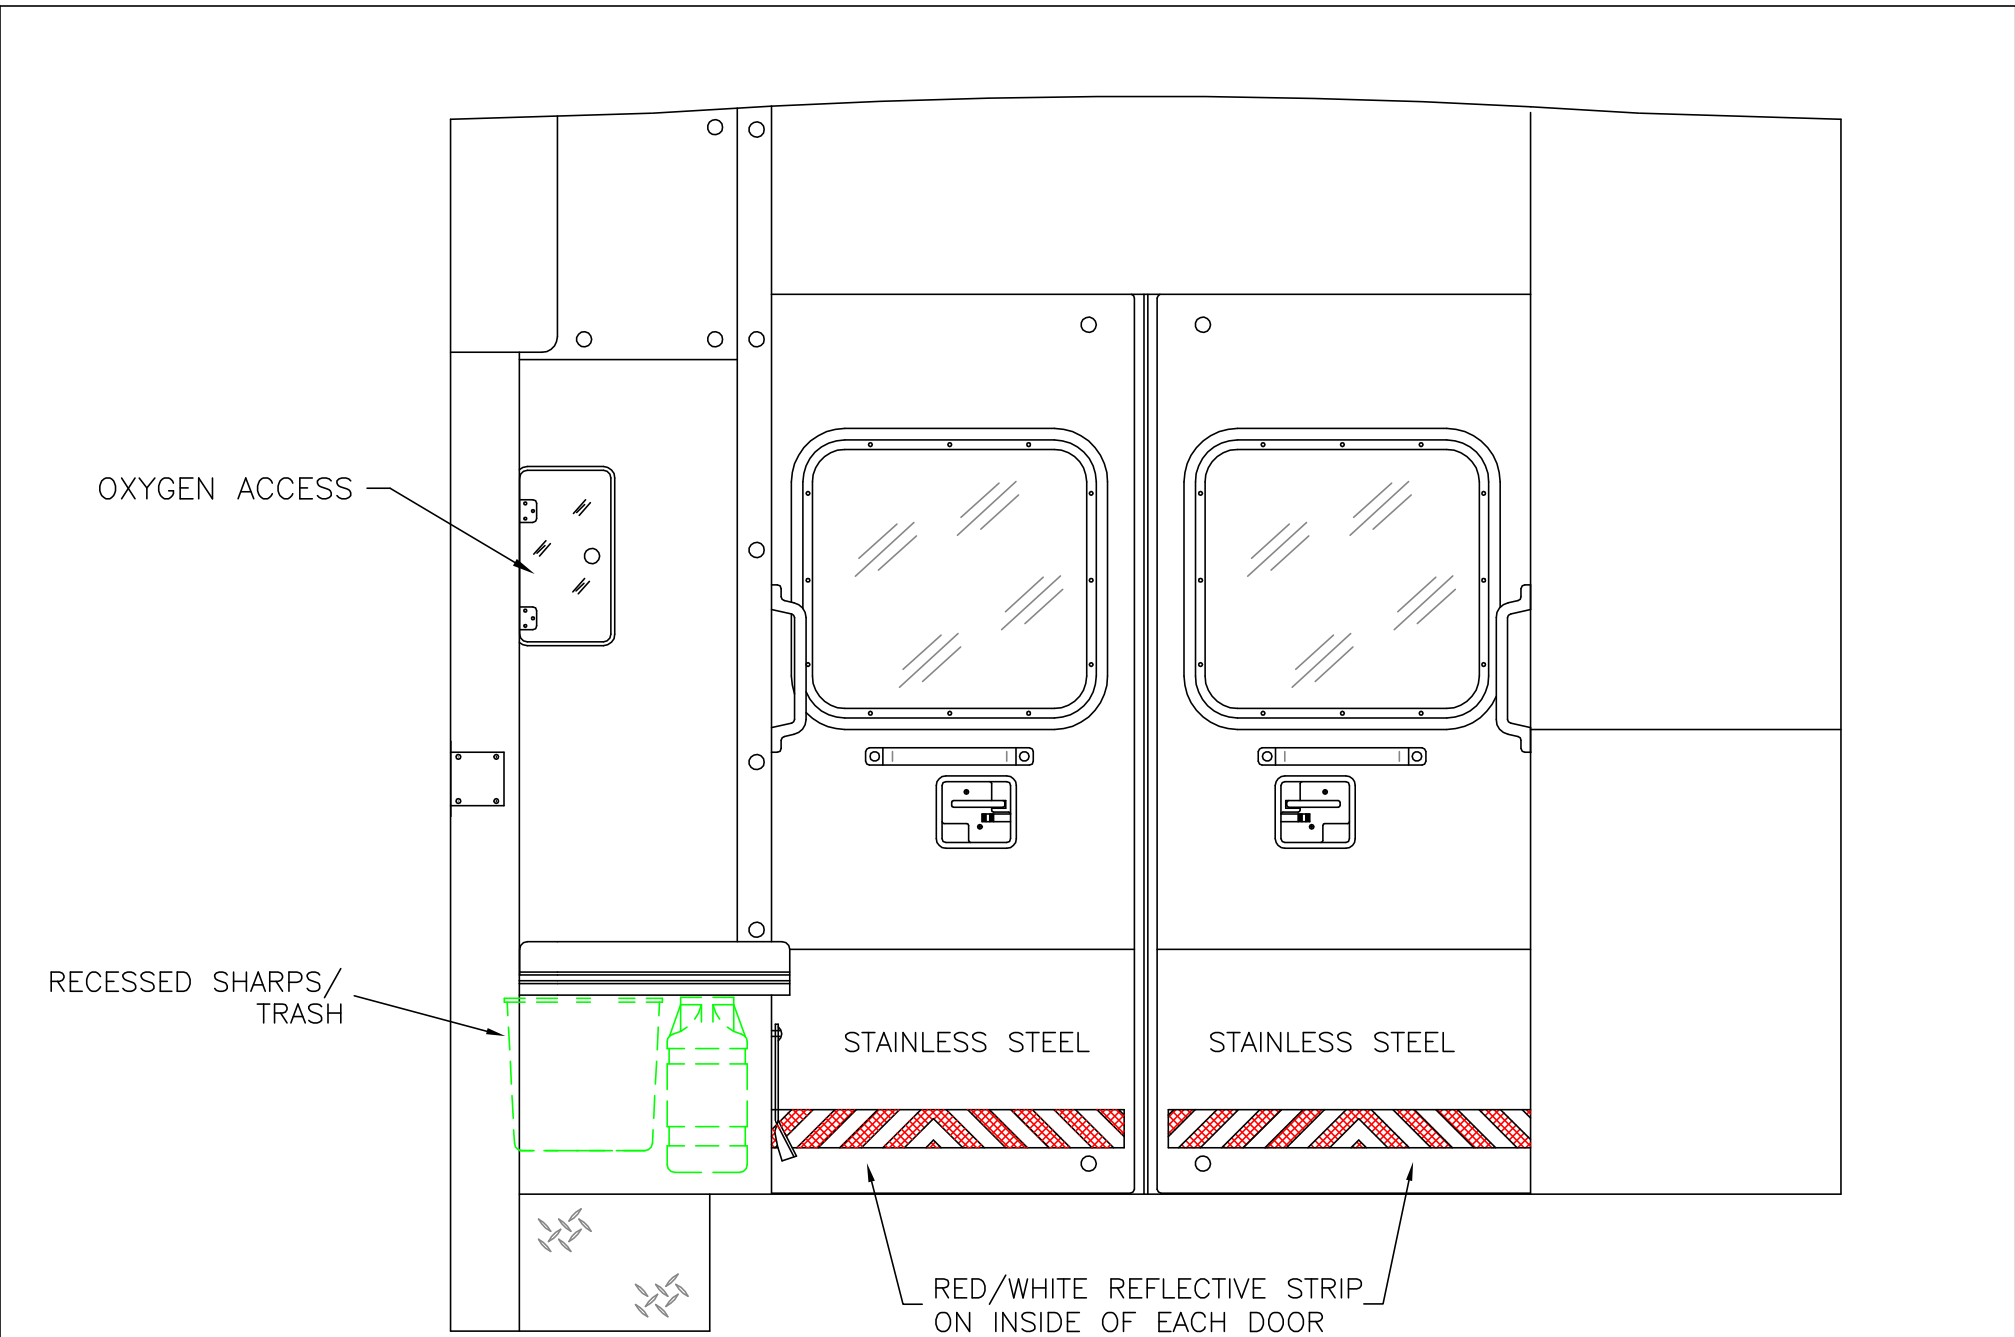 OXYGEN ACCESS
RECESSED SHARPS/
TRASH
STAINLESS STEEL
STAINLESS STEEL
RED/WHITE REFLECTIVE STRIP
ON INSIDE OF EACH DOOR